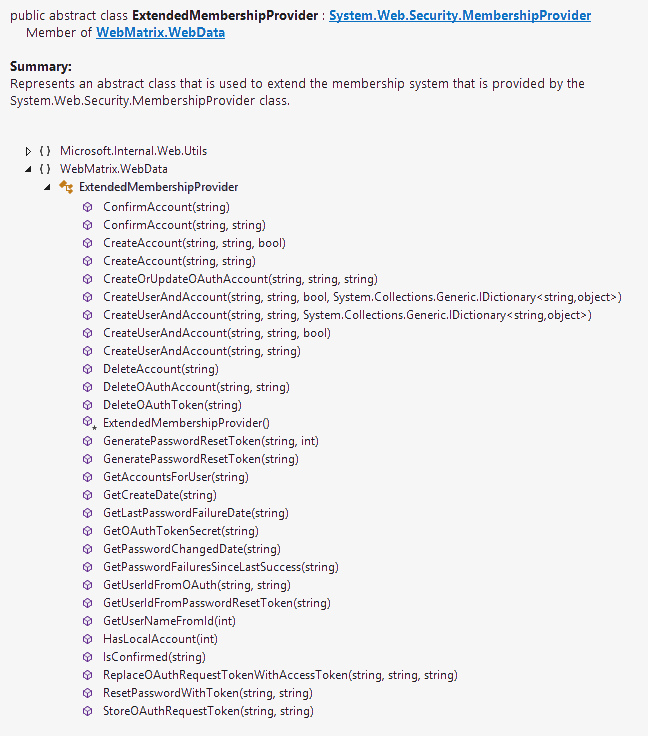 public abstract class ExtendedMembershipProvider : System.Web.Security.MembershipProvider
Member of WebMatrix.WebData
Summary:
Represents an abstract class that is used to extend the membership system that is provided by the
System.Web.Security.MembershipProvider class.
{ } Microsoft.Internal.Web.Utils
{ } WebMatrix.WebData
ExtendedMembershipProvider
ConfirmAccount(string)
ConfirmAccount(string, string)
CreateAccount(string, string, bool)
CreateAccount(string, string)
CreateOrUpdateOAuthAccount(string, string, string)
CreateUserAndAccount(string, string, bool, System.Collections.Generic.IDictionary<string,object>)
CreateUserAndAccount(string, string, System.Collections.Generic.IDictionary<string,object>)
CreateUserAndAccount(string, string, bool)
CreateUserAndAccount(string, string)
DeleteAccount(string)
DeleteOAuthAccount(string, string)
DeleteOAuthToken(string)
ExtendedMembershipProvider()
GeneratePasswordResetToken(string, int)
GeneratePasswordResetToken(string)
GetAccountsForUser(string)
GetCreateDate(string)
GetLastPasswordFailureDate(string)
GetOAuthTokenSecret(string)
GetPasswordChangedDate(string)
GetPasswordFailuresSinceLastSuccess(string)
GetUserIdFromOAuth(string, string)
GetUserIdFromPasswordResetToken(string)
GetUserNameFromId(int)
HasLocalAccount(int)
IsConfirmed(string)
ReplaceOAuthRequestTokenWithAccessToken(string, string, string)
ResetPasswordWithToken(string, string)
StoreOAuthRequestToken(string, string)